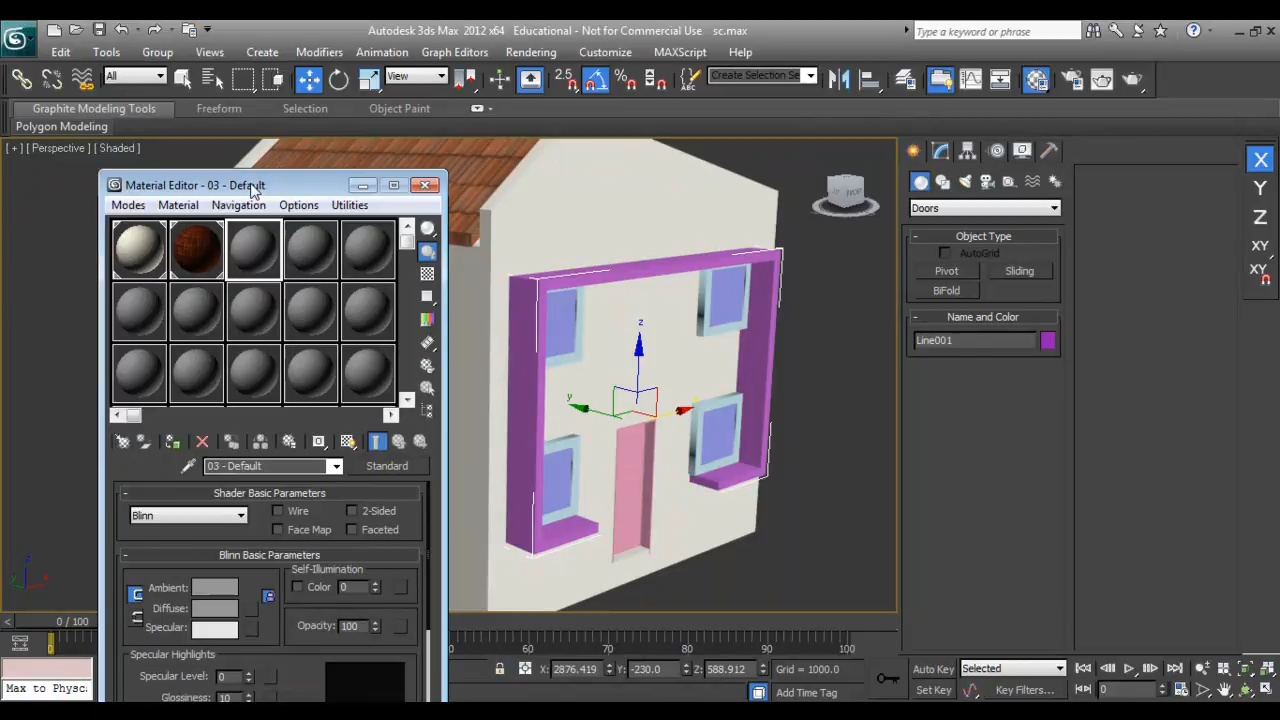 Autodesk 3ds Max 2012 x64 Educational - Not for Commercial Use sc.max Type a keyword or phrase
Edit Tools Group Views Create Modifiers Animation Graph Editors Rendering Customize MAXScript Help
All View 2.5 Create Selection Se
Graphite Modeling Tools Freeform Selection Object Paint
Polygon Modeling
[ + ] [ Perspective ] [ Shaded ]
Material Editor - 03 - Default
Modes Material Navigation Options Utilities
03 - Default Standard
Shader Basic Parameters
Blinn Wire 2-Sided
Face Map Faceted
Blinn Basic Parameters
Self-Illumination
Ambient: Color 0
Diffuse:
Specular: Opacity: 100
Specular Highlights
Specular Level: 0
Glossiness: 10
z
y
Doors
Object Type
AutoGrid
Pivot Sliding
BiFold
Name and Color
Line001
X
Y
Z
XY
XY
z
0 / 100
0 60 70 80 90 100
Max to Physc.
X: 2876.419 Y: -230.0 Z: 588.912 Grid = 1000.0
Add Time Tag
Auto Key Selected
Set Key Key Filters... 0